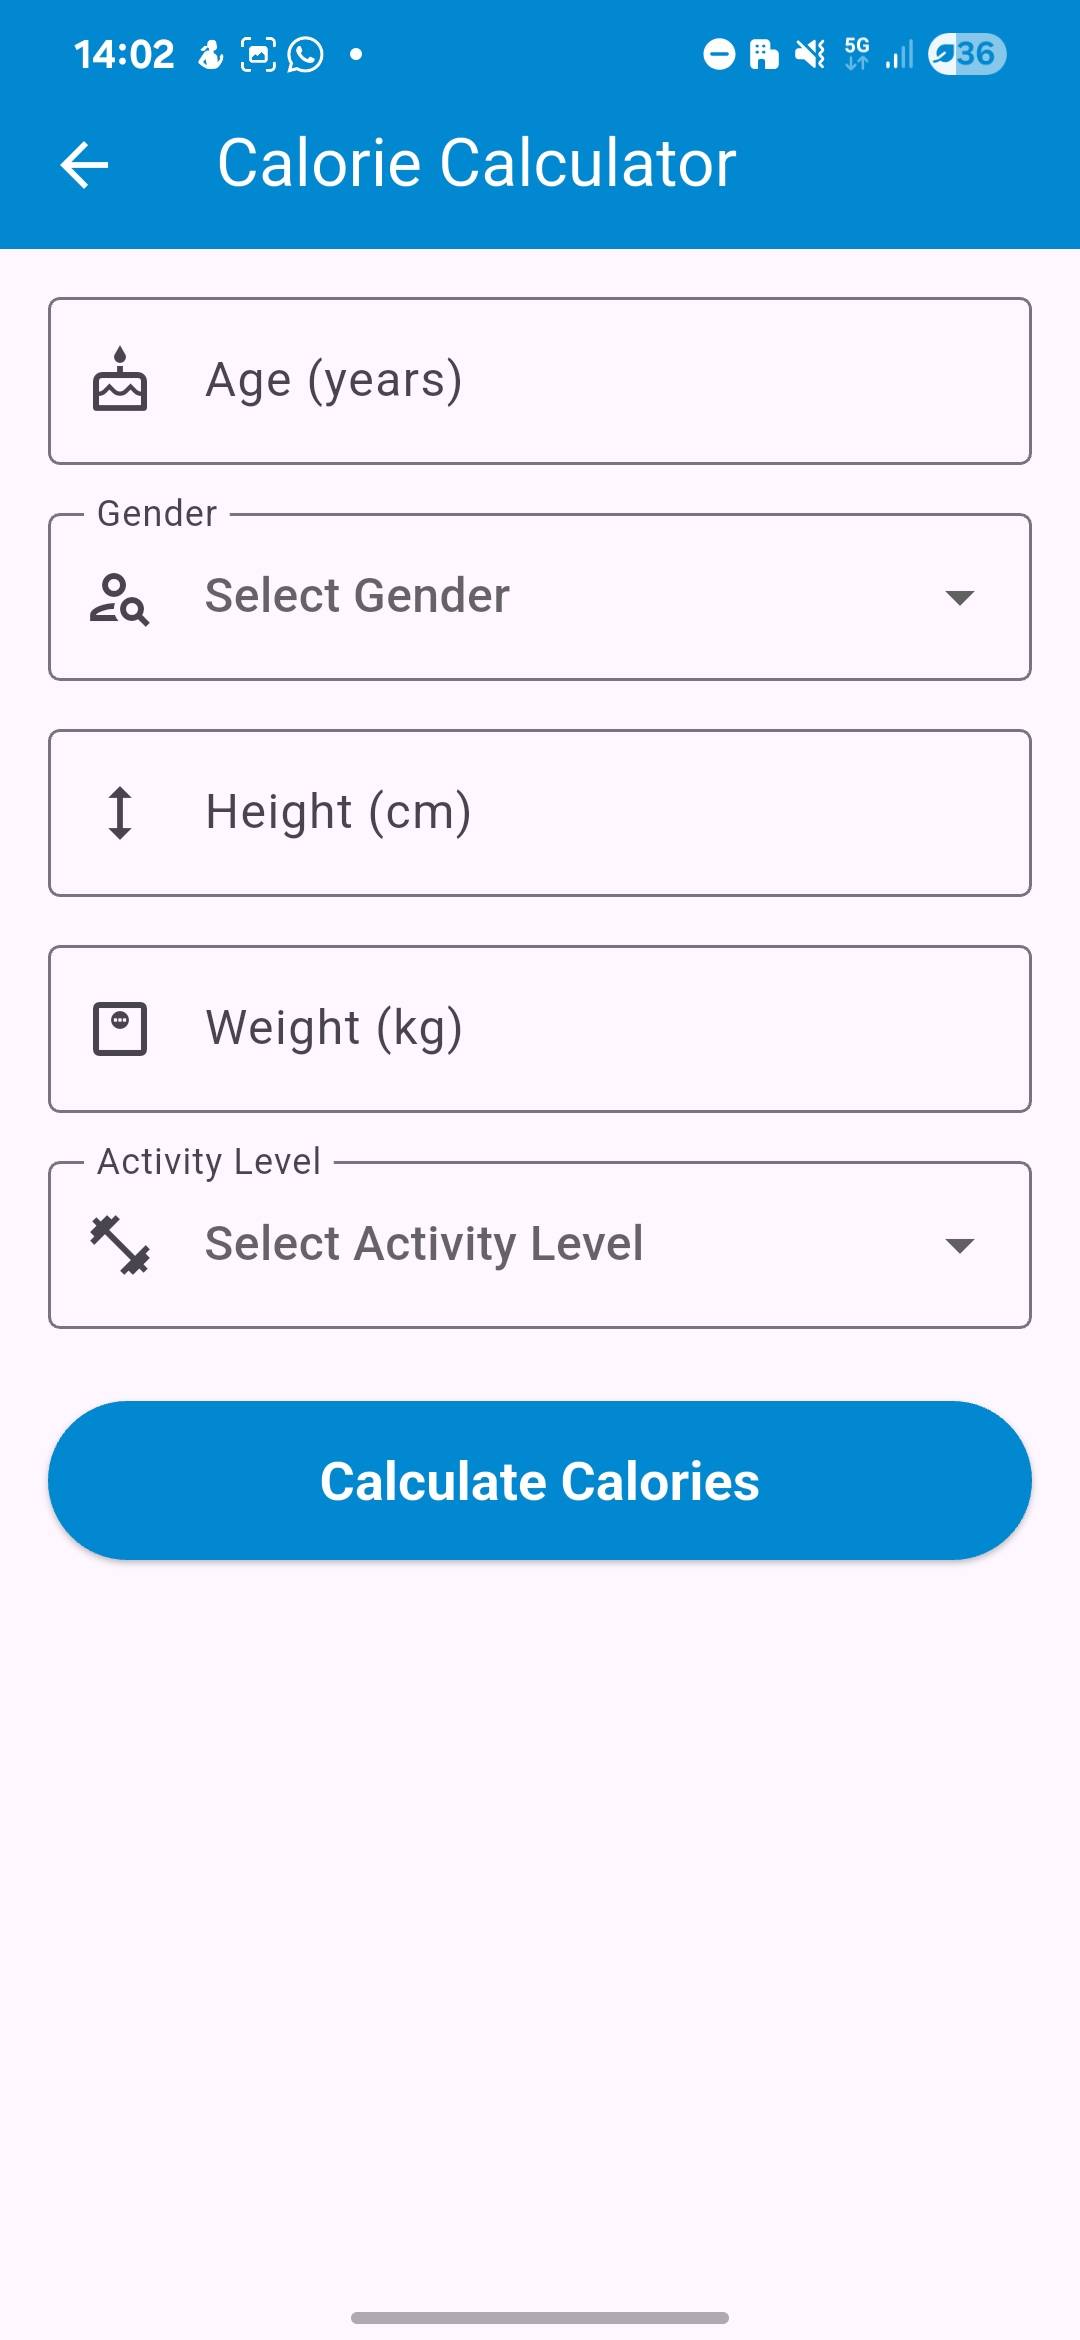 14:02 5G 36
Calorie Calculator
Age (years)
Gender
Select Gender
Height (cm)
Weight (kg)
Activity Level
Select Activity Level
Calculate Calories